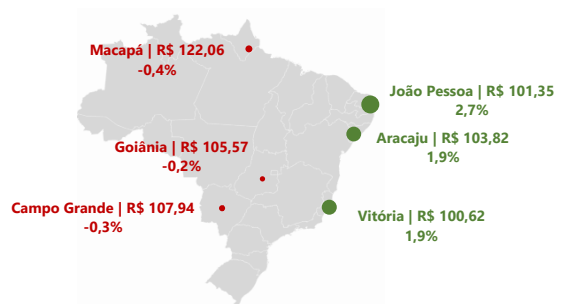 Macapá | R$ 122,06
-0,4%
João Pessoa | R$ 101,35
2,7%
Aracaju | R$ 103,82
1,9%
Goiânia | R$ 105,57
-0,2%
Campo Grande | R$ 107,94
-0,3%
Vitória | R$ 100,62
1,9%